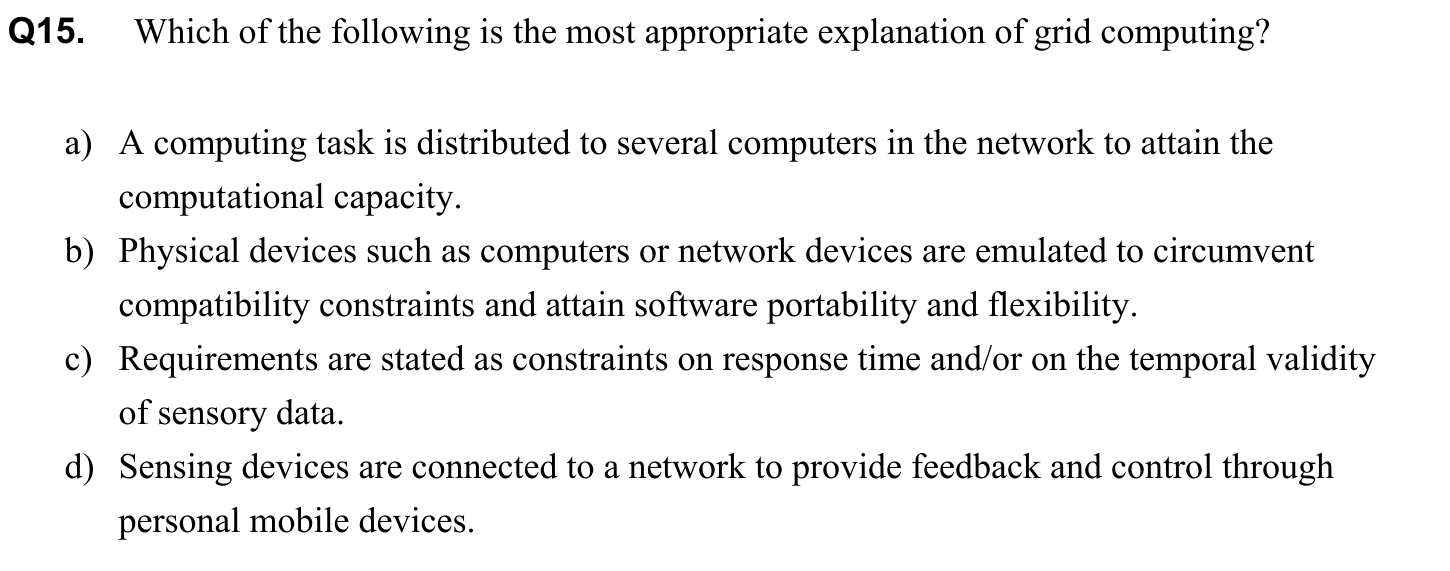 Q15. Which of the following is the most appropriate explanation of grid computing?
a) A computing task is distributed to several computers in the network to attain the
computational capacity.
b) Physical devices such as computers or network devices are emulated to circumvent
compatibility constraints and attain software portability and flexibility.
c) Requirements are stated as constraints on response time and/or on the temporal validity
of sensory data.
d) Sensing devices are connected to a network to provide feedback and control through
personal mobile devices.